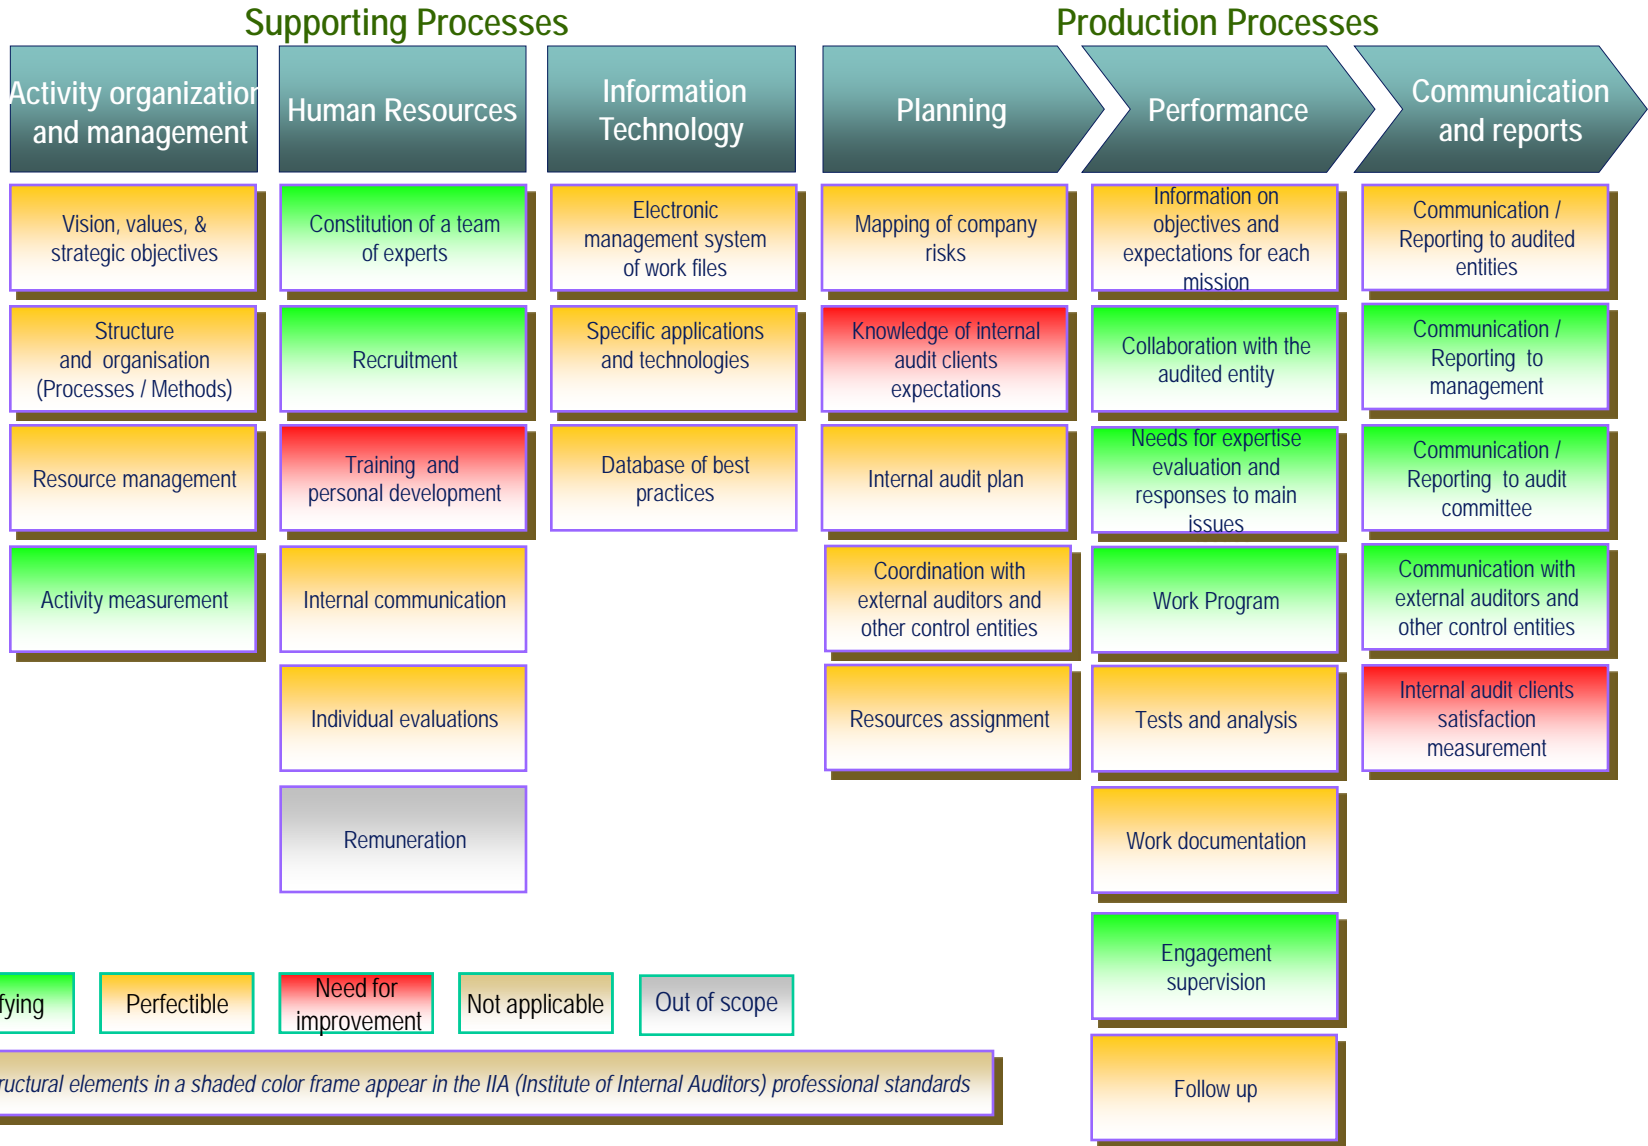 Supporting Processes
Production Processes
Activity organization
and management
Human Resources
Information
Technology
Planning
Performance
Communication
and reports
Vision, values, &
strategic objectives
Structure
and organisation
(Processes / Methods)
Resource management
Activity measurement
Constitution of a team
of experts
Recruitment
Training and
personal development
Internal communication
Individual evaluations
Remuneration
Electronic
management system
of work files
Specific applications
and technologies
Database of best
practices
Mapping of company
risks
Knowledge of internal
audit clients
expectations
Internal audit plan
Coordination with
external auditors and
other control entities
Resources assignment
Information on
objectives and
expectations for each
mission
Collaboration with the
audited entity
Needs for expertise
evaluation and
responses to main
issues
Work Program
Tests and analysis
Work documentation
Engagement
supervision
Follow up
Communication /
Reporting to audited
entities
Communication /
Reporting to
management
Communication /
Reporting to audit
committee
Communication with
external auditors and
other control entities
Internal audit clients
satisfaction
measurement
fying
Perfectible
Need for
improvement
Not applicable
Out of scope
ructural elements in a shaded color frame appear in the IIA (Institute of Internal Auditors) professional standards